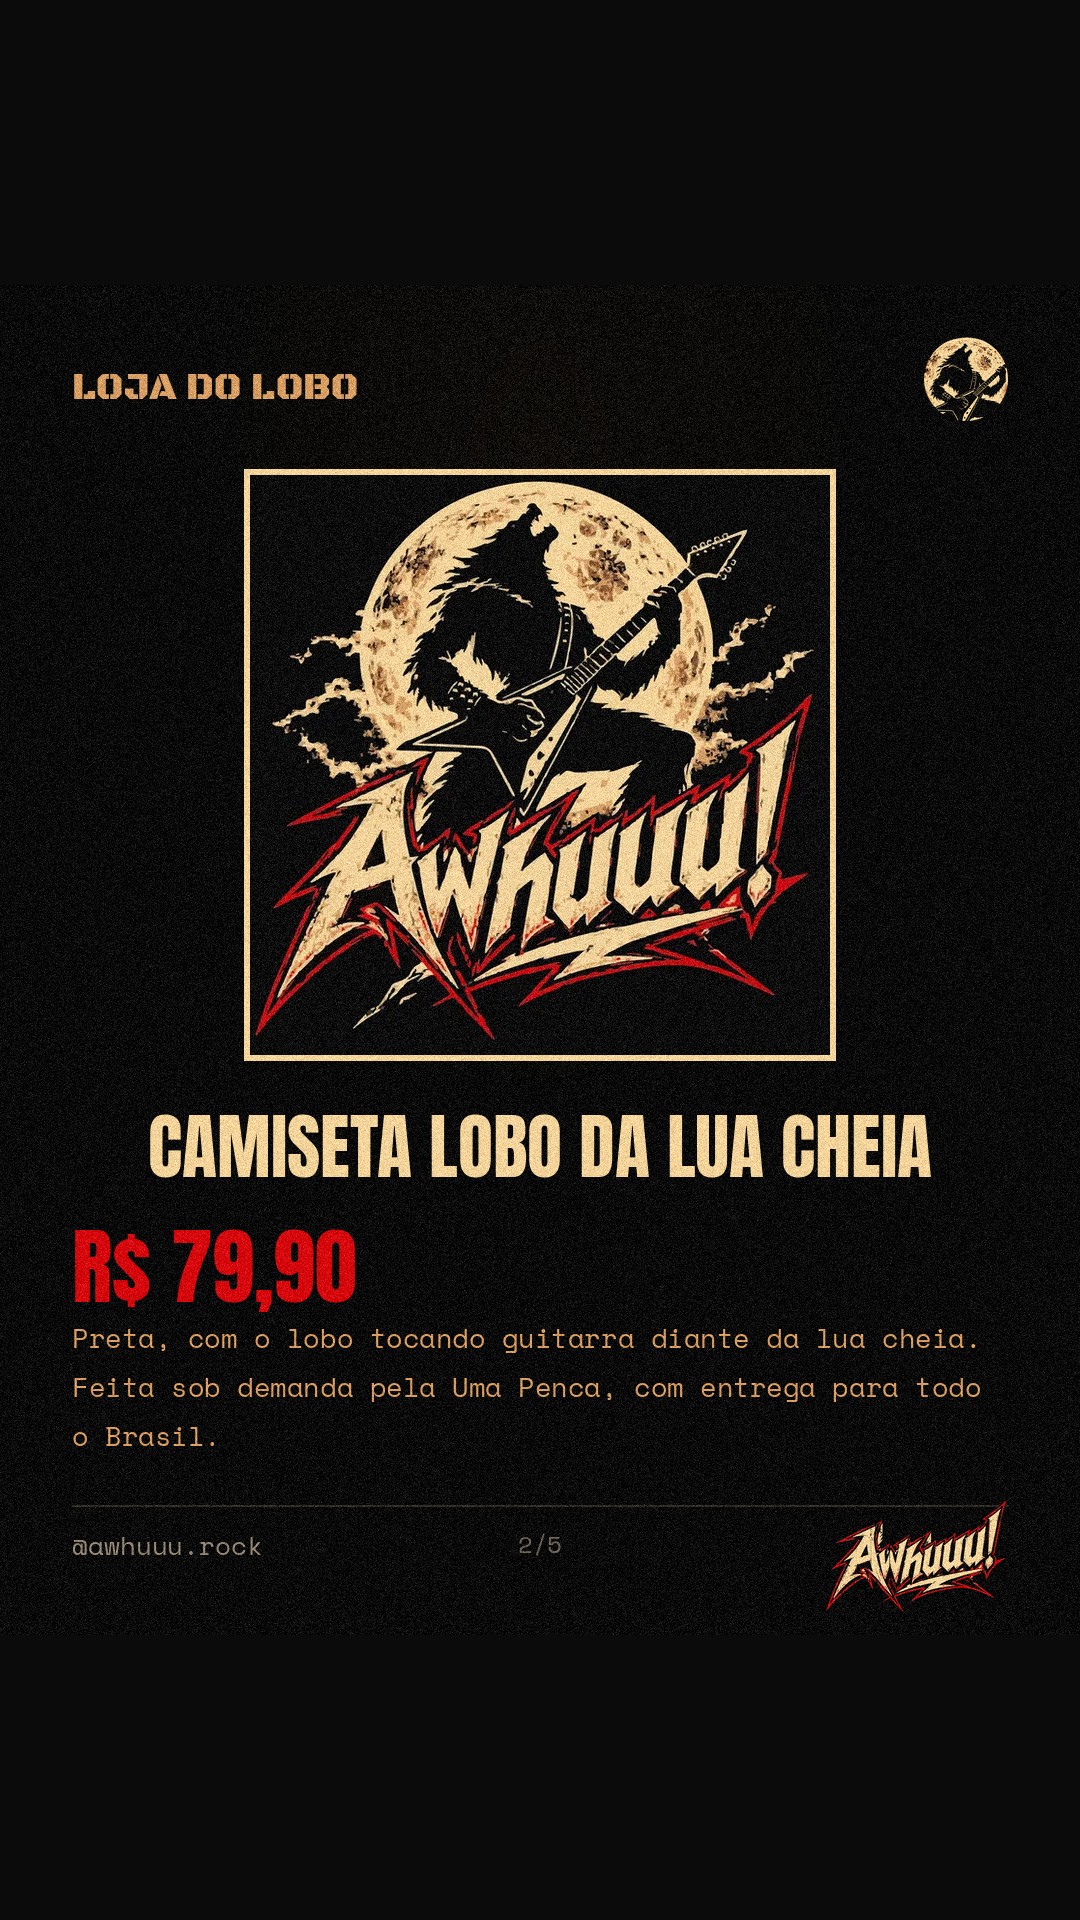 LOJA DO LOBO
Awhuuu!
CAMISETA LOBO DA LUA CHEIA
R$ 79,90
Preta, com o lobo tocando guitarra diante da lua cheia.
Feita sob demanda pela Uma Penca, com entrega para todo
o Brasil.
@awhuuu.rock
2/5
Awhuuu!